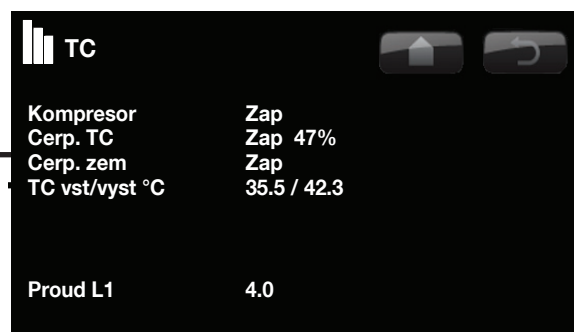 TC
Kompresor Zap
Cerp. TC Zap 47%
Cerp. zem Zap
TC vst/vyst °C 35.5 / 42.3
Proud L1 4.0